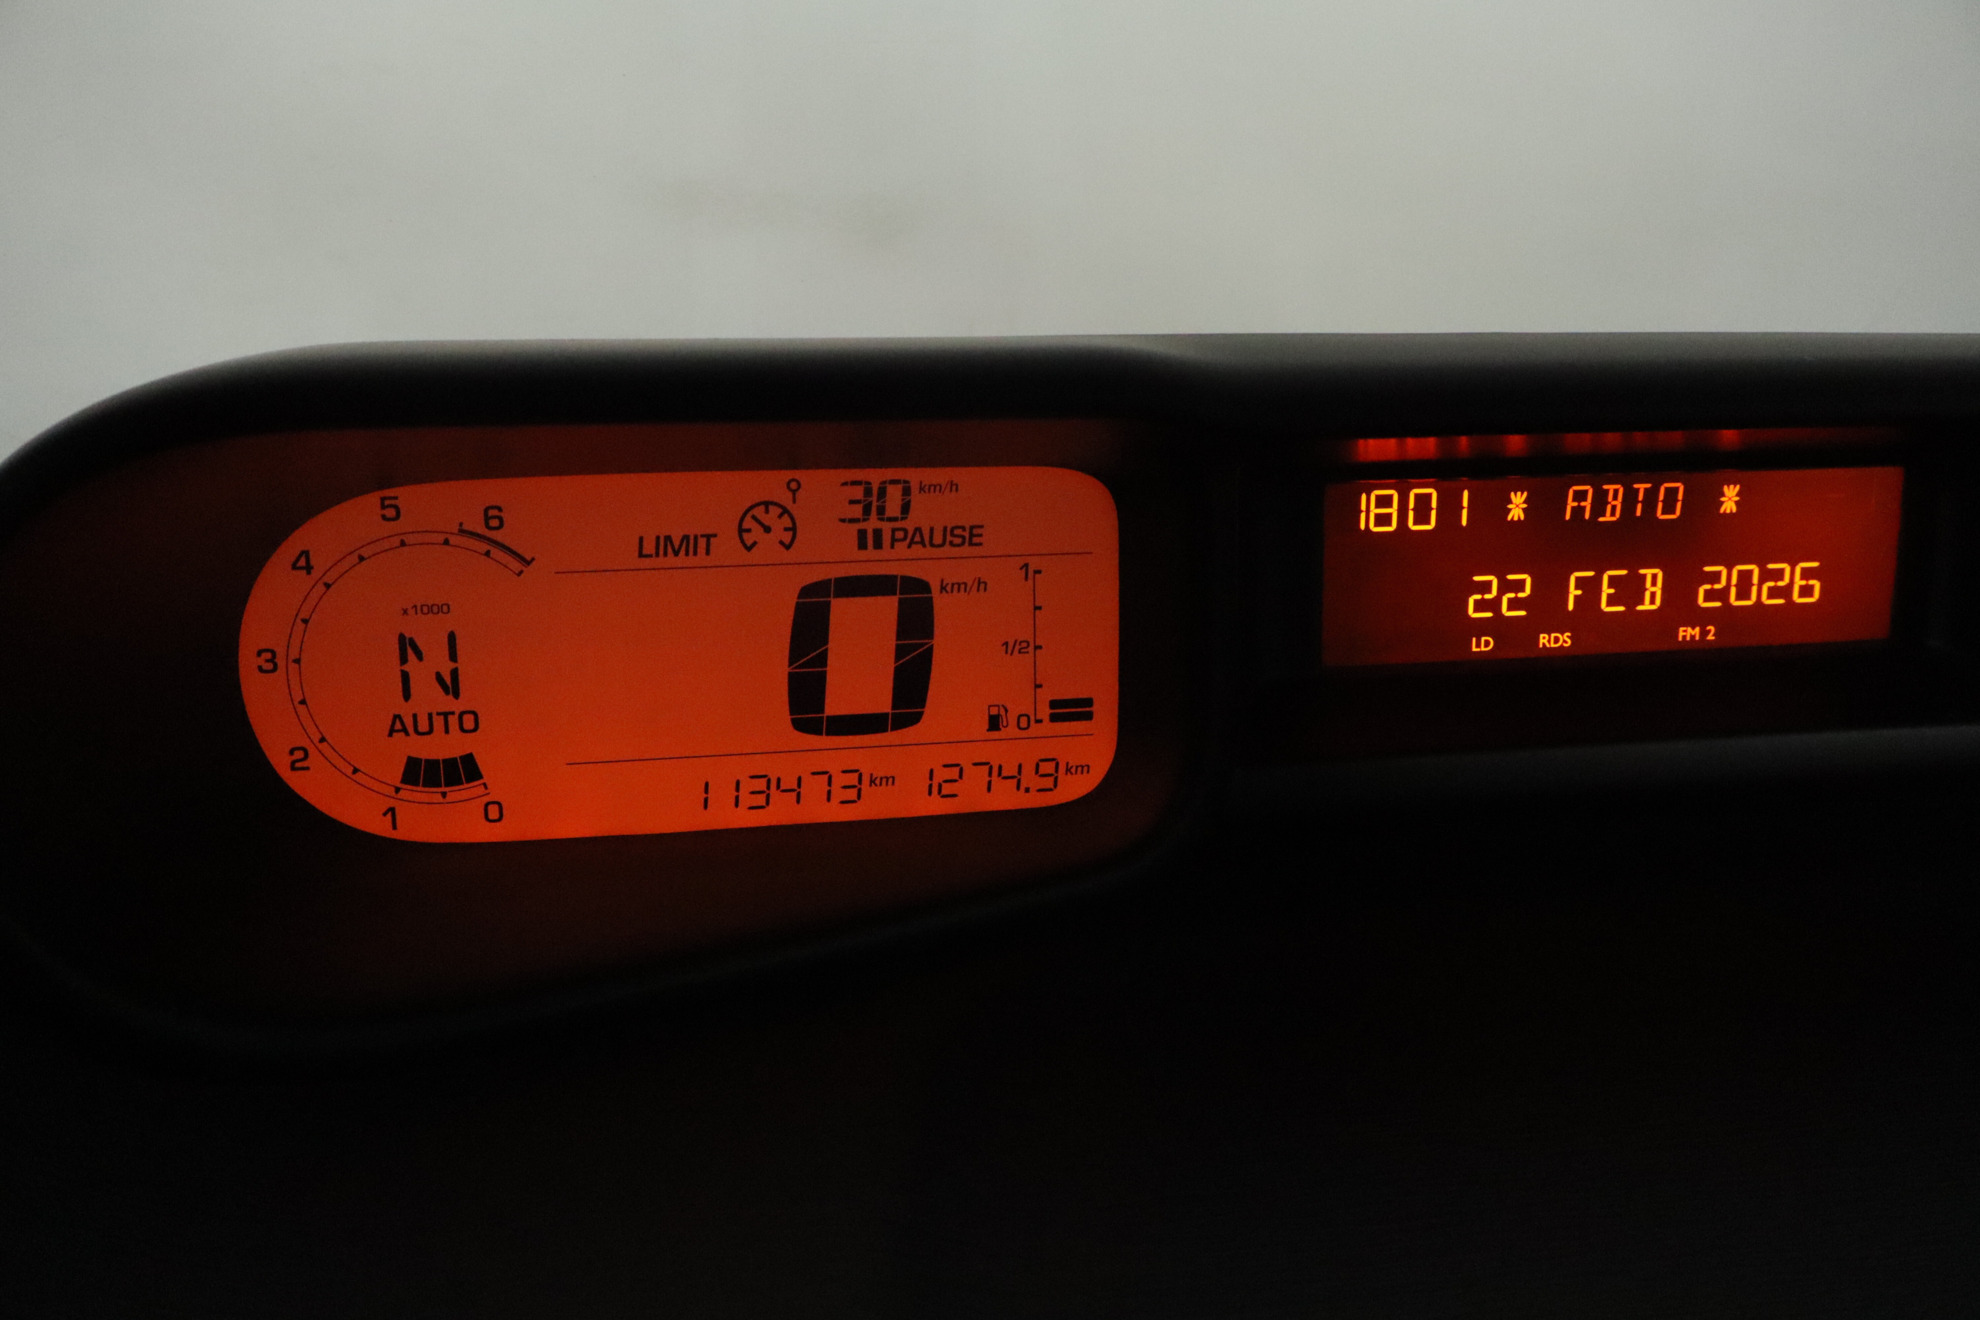 5
6
4
LIMIT
30 km/h
PAUSE
x1000
3
N
AUTO
2
1
0
0 km/h
1
1/2
0
113473 km 1274.9 km
1801 * АВТО *
22 FEB 2026
LD RDS FM 2